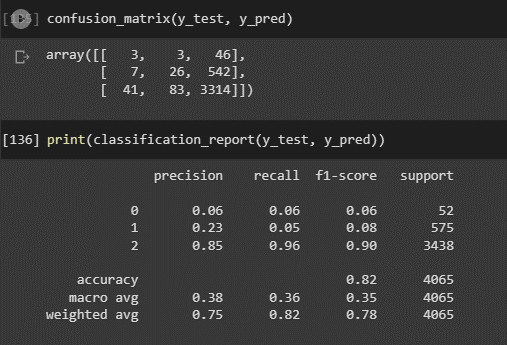 confusion_matrix(y_test, y_pred)
array([[   3,    3,   46],
       [   7,   26,  542],
       [  41,   83, 3314]])
[136] print(classification_report(y_test, y_pred))
              precision    recall  f1-score   support
           0       0.06      0.06      0.06        52
           1       0.23      0.05      0.08       575
           2       0.85      0.96      0.90      3438
    accuracy                           0.82      4065
   macro avg       0.38      0.36      0.35      4065
weighted avg       0.75      0.82      0.78      4065